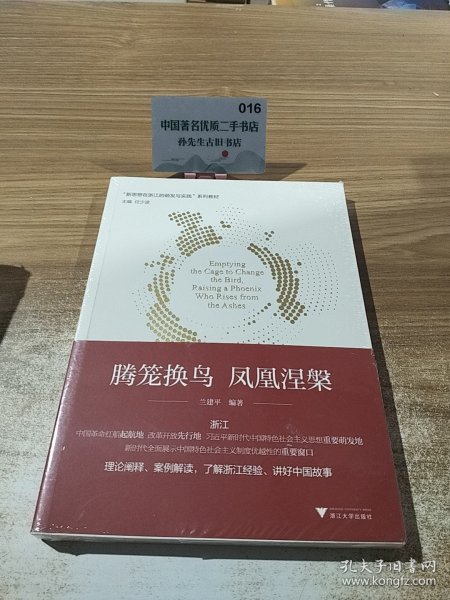 016
中国著名优质二手书店
孙先生古旧书店
“新思想在浙江的萌发与实践”系列教材
主编 任少波
Emptying
the Cage to Change
the Bird,
Raising a Phoenix
Who Rises from
the Ashes
腾笼换鸟 凤凰涅槃
兰建平 编著
浙江
中国革命红船起航地 改革开放先行地 习近平新时代中国特色社会主义思想重要萌发地
新时代全面展示中国特色社会主义制度优越性的重要窗口
理论阐释、案例解读，了解浙江经验、讲好中国故事
浙江大学出版社
孔夫子旧书网
www.kongfz.com